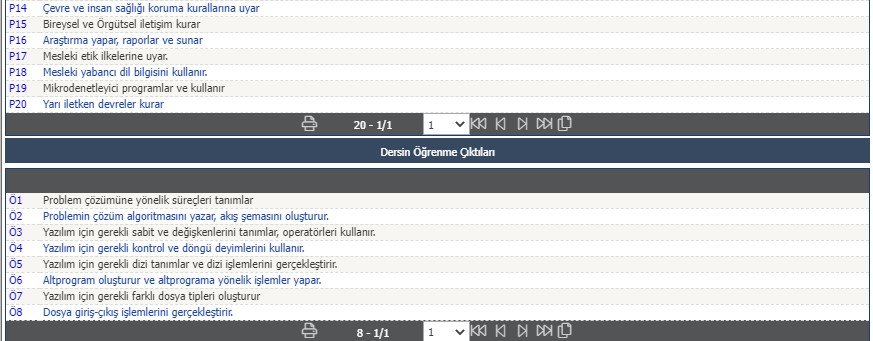 P14 Çevre ve insan sağlığı koruma kurallarına uyar
P15 Bireysel ve Örgütsel iletişim kurar
P16 Araştırma yapar, raporlar ve sunar
P17 Mesleki etik ilkelerine uyar.
P18 Mesleki yabancı dil bilgisini kullanır.
P19 Mikrodenetleyici programlar ve kullanır
P20 Yarı iletken devreler kurar
20 - 1/1 1
Dersin Öğrenme Çıktıları
Ö1 Problem çözümüne yönelik süreçleri tanımlar
Ö2 Problemin çözüm algoritmasını yazar, akış şemasını oluşturur.
Ö3 Yazılım için gerekli sabit ve değişkenlerini tanımlar, operatörleri kullanır.
Ö4 Yazılım için gerekli kontrol ve döngü deyimlerini kullanır.
Ö5 Yazılım için gerekli dizi tanımlar ve dizi işlemlerini gerçekleştirir.
Ö6 Altprogram oluşturur ve altprograma yönelik işlemler yapar.
Ö7 Yazılım için gerekli farklı dosya tipleri oluşturur
Ö8 Dosya giriş-çıkış işlemlerini gerçekleştirir.
8 - 1/1 1